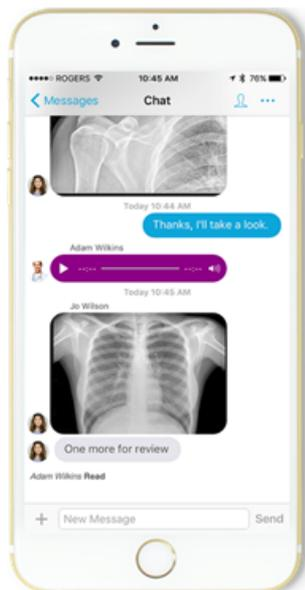 ROGERS 10:45 AM 76%
Messages Chat
Today 10:44 AM
Thanks, I'll take a look.
Adam Wilkins
--:-- --:--
Today 10:45 AM
Jo Wilson
One more for review
Adam Wilkins Read
New Message Send